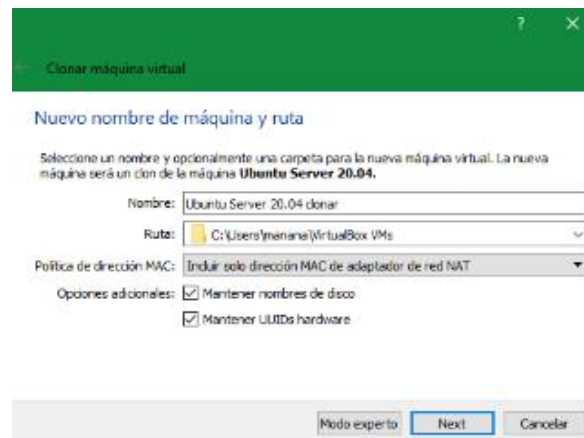 ?
Clonar máquina virtual
Nuevo nombre de máquina y ruta
Seleccione un nombre y opcionalmente una carpeta para la nueva máquina virtual. La nueva
máquina será un clon de la máquina Ubuntu Server 20.04.
Nombre: Ubuntu Server 20.04 clonar
Ruta: C:\Users\manana\VirtualBox VMs
Política de dirección MAC: Incluir solo dirección MAC de adaptador de red NAT
Opciones adicionales: Mantener nombres de disco
Mantener UUIDs hardware
Modo experto Next Cancelar